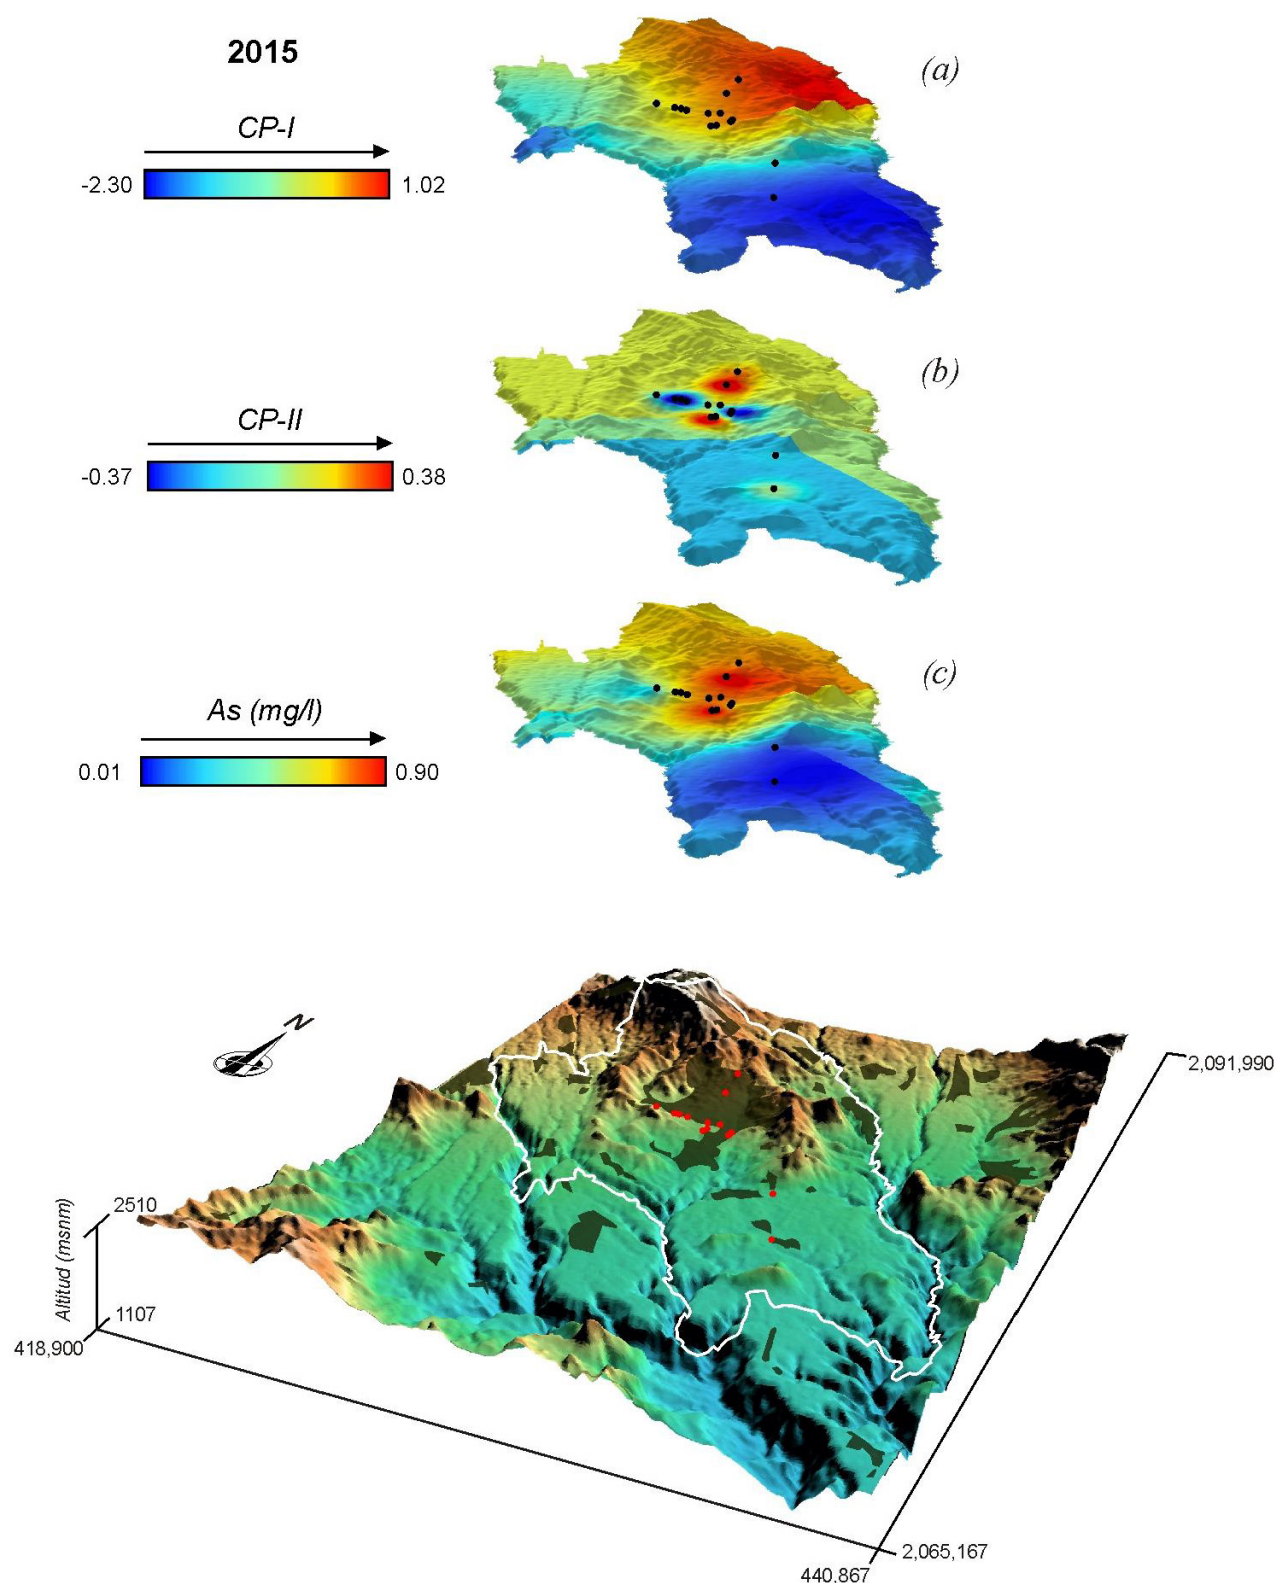 2015
(a)
CP-I
-2.30
1.02
(b)
CP-II
-0.37
0.38
(c)
As (mg/l)
0.01
0.90
N
2,091,990
2510
Altitud (msnm)
1107
418,900
2,065,167
440.867